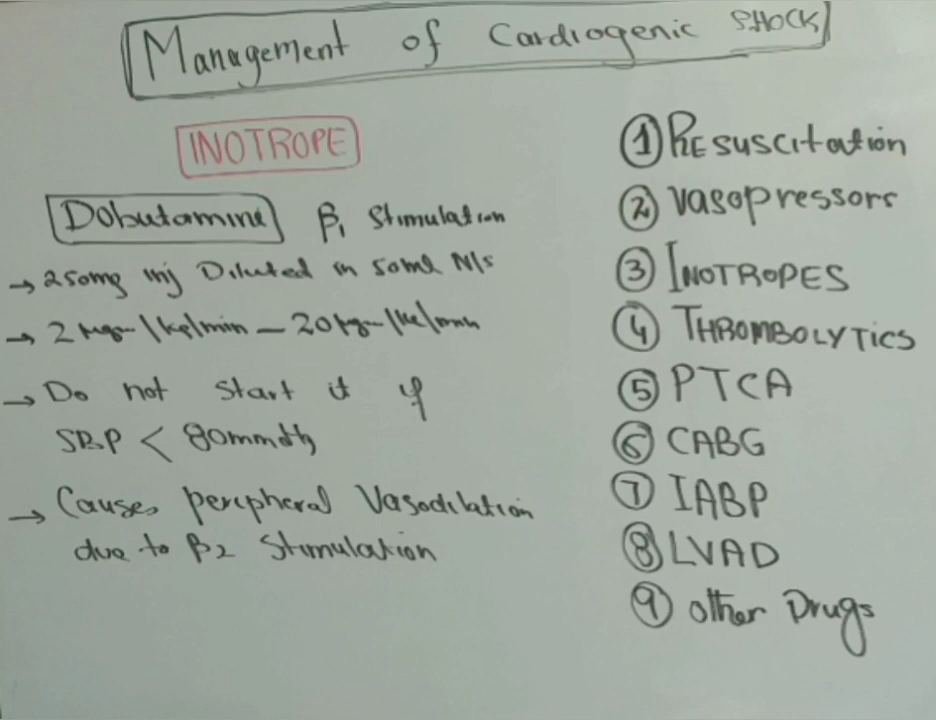 Management of Cardiogenic SHOCK
INOTROPE
Dobutamine β1 Stimulation
→ 250mg inj Diluted in 50ml N/S
→ 2 μgm/kg/min – 20 μgm/kg/min
→ Do not start it if
SBP < 80mmHg
→ Causes peripheral Vasodilation
due to β2 Stimulation
① REsuscitation
② Vasopressors
③ INOTROPES
④ THROMBOLYTICS
⑤ PTCA
⑥ CABG
⑦ IABP
⑧ LVAD
⑨ other Drugs